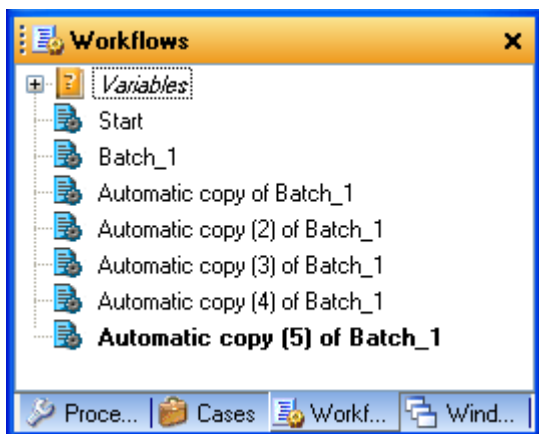 Workflows
Variables
Start
Batch_1
Automatic copy of Batch_1
Automatic copy (2) of Batch_1
Automatic copy (3) of Batch_1
Automatic copy (4) of Batch_1
Automatic copy (5) of Batch_1
Proce... Cases Workf... Wind...